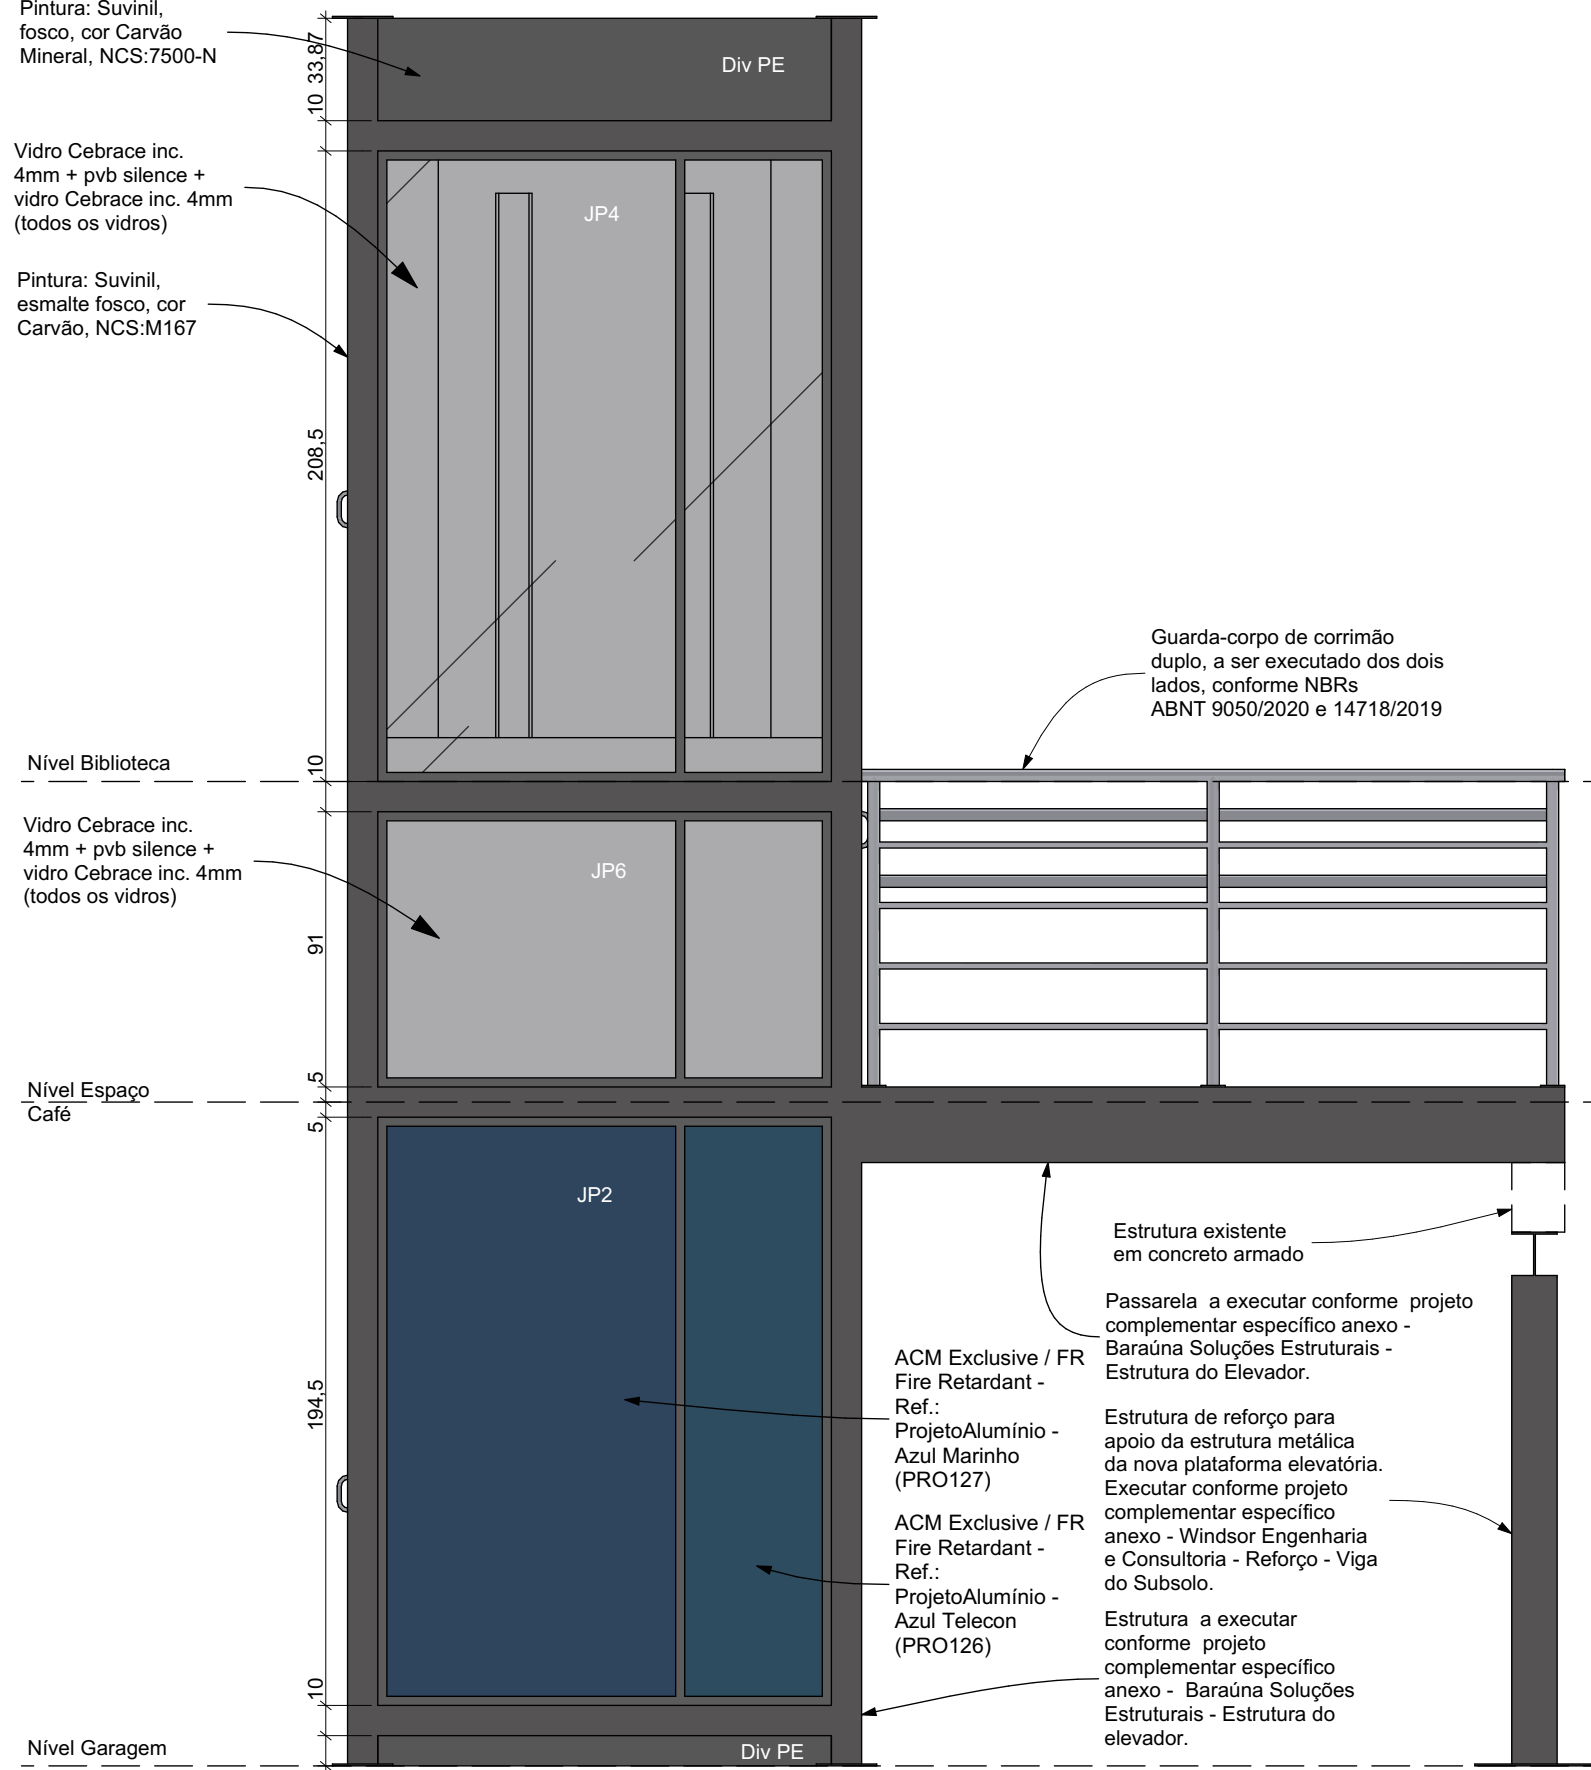 Pintura: Suvinil,
fosco, cor Carvão
Mineral, NCS:7500-N
33,87
10
Div PE
Vidro Cebrace inc.
4mm + pvb silence +
vidro Cebrace inc. 4mm
(todos os vidros)
JP4
Pintura: Suvinil,
esmalte fosco, cor
Carvão, NCS:M167
208,5
Guarda-corpo de corrimão
duplo, a ser executado dos dois
lados, conforme NBRs
ABNT 9050/2020 e 14718/2019
Nível Biblioteca
10
Vidro Cebrace inc.
4mm + pvb silence +
vidro Cebrace inc. 4mm
(todos os vidros)
JP6
91
Nível Espaço
Café
5
5
JP2
Estrutura existente
em concreto armado
Passarela  a executar conforme  projeto
complementar específico anexo -
Baraúna Soluções Estruturais -
Estrutura do Elevador.
194,5
ACM Exclusive / FR
Fire Retardant -
Ref.:
ProjetoAlumínio -
Azul Marinho
(PRO127)
Estrutura de reforço para
apoio da estrutura metálica
da nova plataforma elevatória.
Executar conforme projeto
complementar específico
anexo - Windsor Engenharia
e Consultoria - Reforço - Viga
do Subsolo.
ACM Exclusive / FR
Fire Retardant -
Ref.:
ProjetoAlumínio -
Azul Telecon
(PRO126)
Estrutura  a executar
conforme  projeto
complementar específico
anexo -  Baraúna Soluções
Estruturais - Estrutura do
elevador.
10
Nível Garagem
Div PE